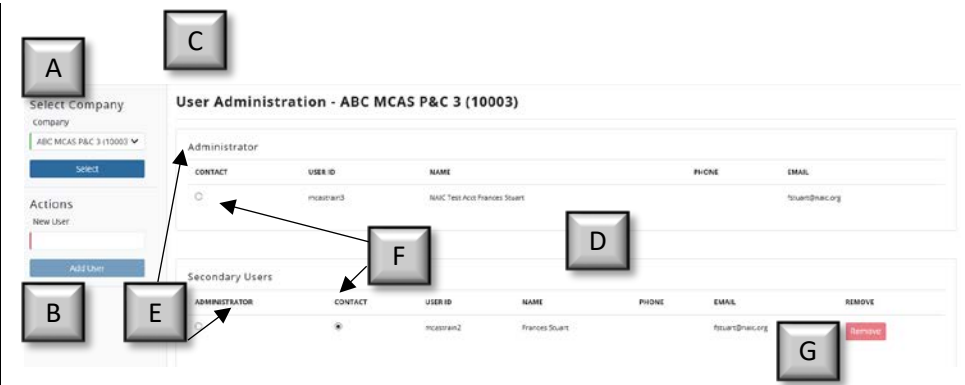 A
C
Select Company
Company
ABC MCAS P&C 3 (10003)
Select
Actions
New User
Add User
B
User Administration - ABC MCAS P&C 3 (10003)
Administrator
CONTACT USER ID NAME PHONE EMAIL
mcastrain3 NAIC Test Acct Frances Stuart fstuart@naic.org
D
F
E
Secondary Users
ADMINISTRATOR CONTACT USER ID NAME PHONE EMAIL REMOVE
mcastrain2 Frances Stuart fstuart@naic.org Remove
G